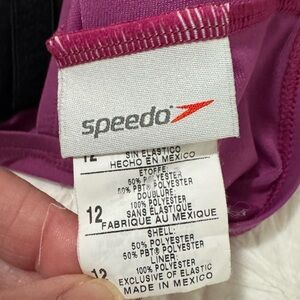 speedo
12
SIN ELASTICO
HECHO EN MEXICO
ETOFFE
50% POLYESTER
50% PBT® POLYESTER
DOUBLURE
100% POLYESTER
12
SANS ELASTIQUE
FABRIQUE AU MEXIQUE
SHELL:
50% POLYESTER
50% PBT® POLYESTER
LINER:
100% POLYESTER
12
EXCLUSIVE OF ELASTIC
MADE IN MEXICO